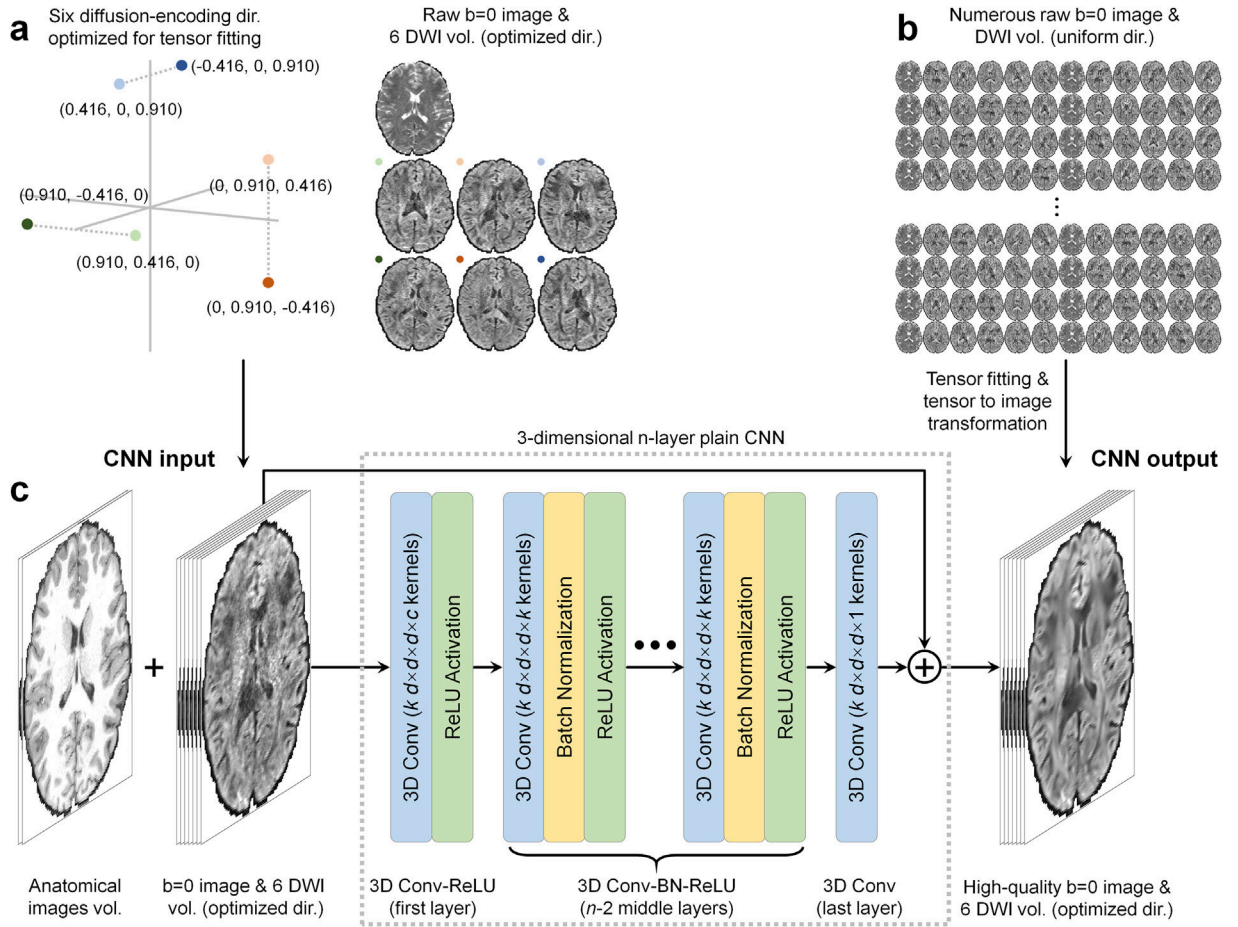 a
Six diffusion-encoding dir.
optimized for tensor fitting
(-0.416, 0, 0.910)
(0.416, 0, 0.910)
(0.910, -0.416, 0)
(0, 0.910, 0.416)
(0.910, 0.416, 0)
(0, 0.910, -0.416)
Raw b=0 image &
6 DWI vol. (optimized dir.)
b
Numerous raw b=0 image &
DWI vol. (uniform dir.)
Tensor fitting &
tensor to image
transformation
CNN input
3-dimensional n-layer plain CNN
CNN output
c
+
3D Conv (k d×d×d×c kernels)
ReLU Activation
3D Conv (k d×d×d×k kernels)
Batch Normalization
ReLU Activation
3D Conv (k d×d×d×k kernels)
Batch Normalization
ReLU Activation
3D Conv (k d×d×d×1 kernels)
+
Anatomical
images vol.
b=0 image & 6 DWI
vol. (optimized dir.)
3D Conv-ReLU
(first layer)
3D Conv-BN-ReLU
(n-2 middle layers)
3D Conv
(last layer)
High-quality b=0 image &
6 DWI vol. (optimized dir.)